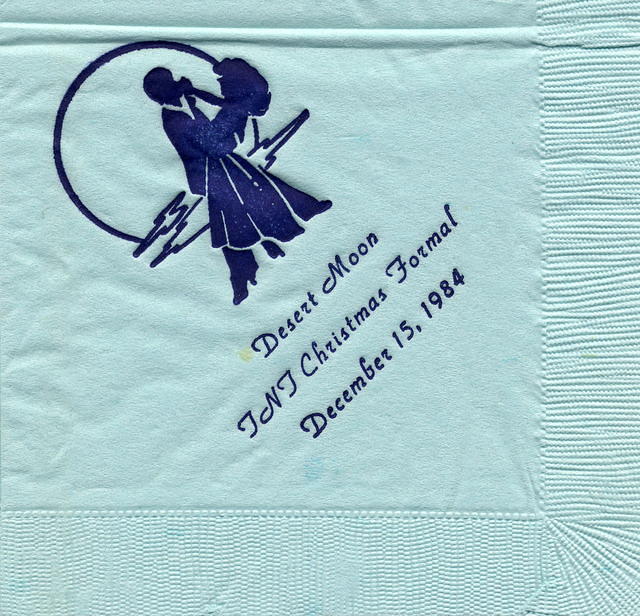 Desert Moon
TNT Christmas Formal
December 15, 1984